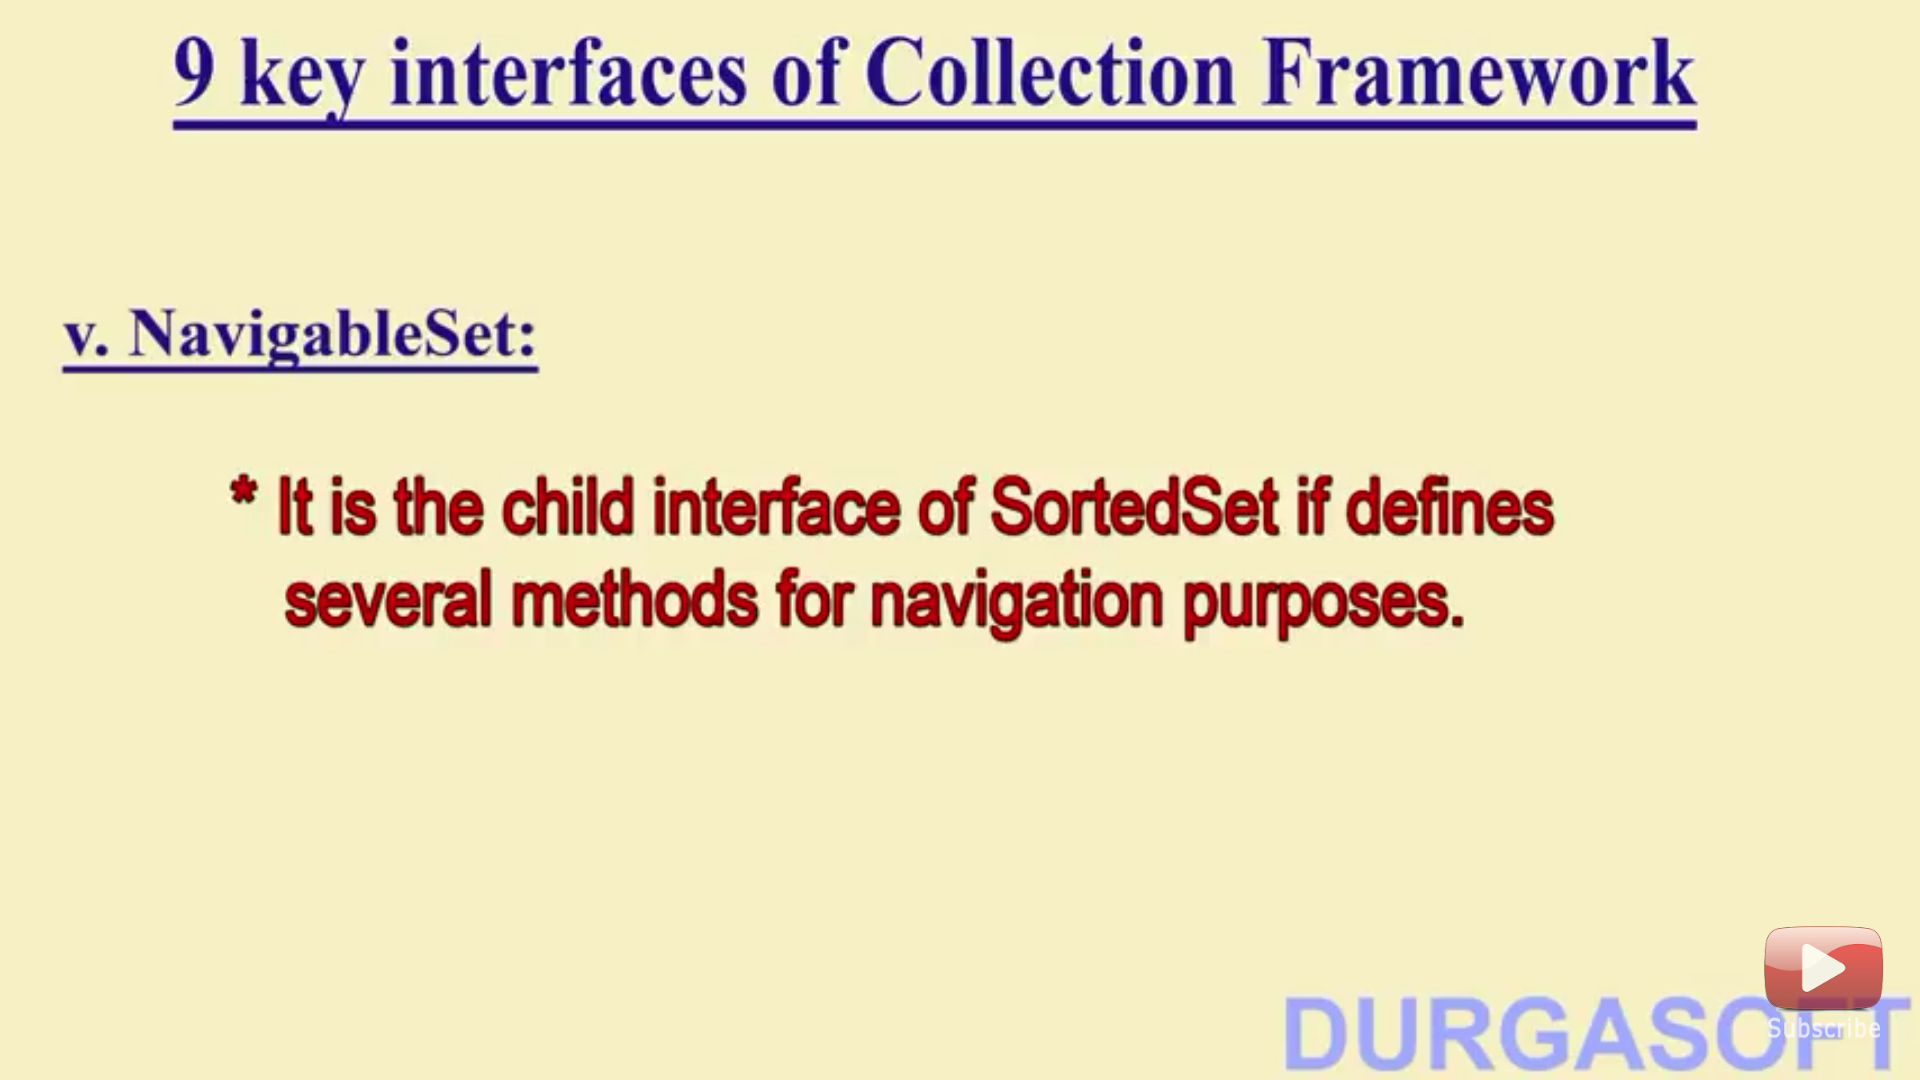 9 key interfaces of Collection Framework
v. NavigableSet:
* It is the child interface of SortedSet if defines
several methods for navigation purposes.
Subscribe
DURGASOFT